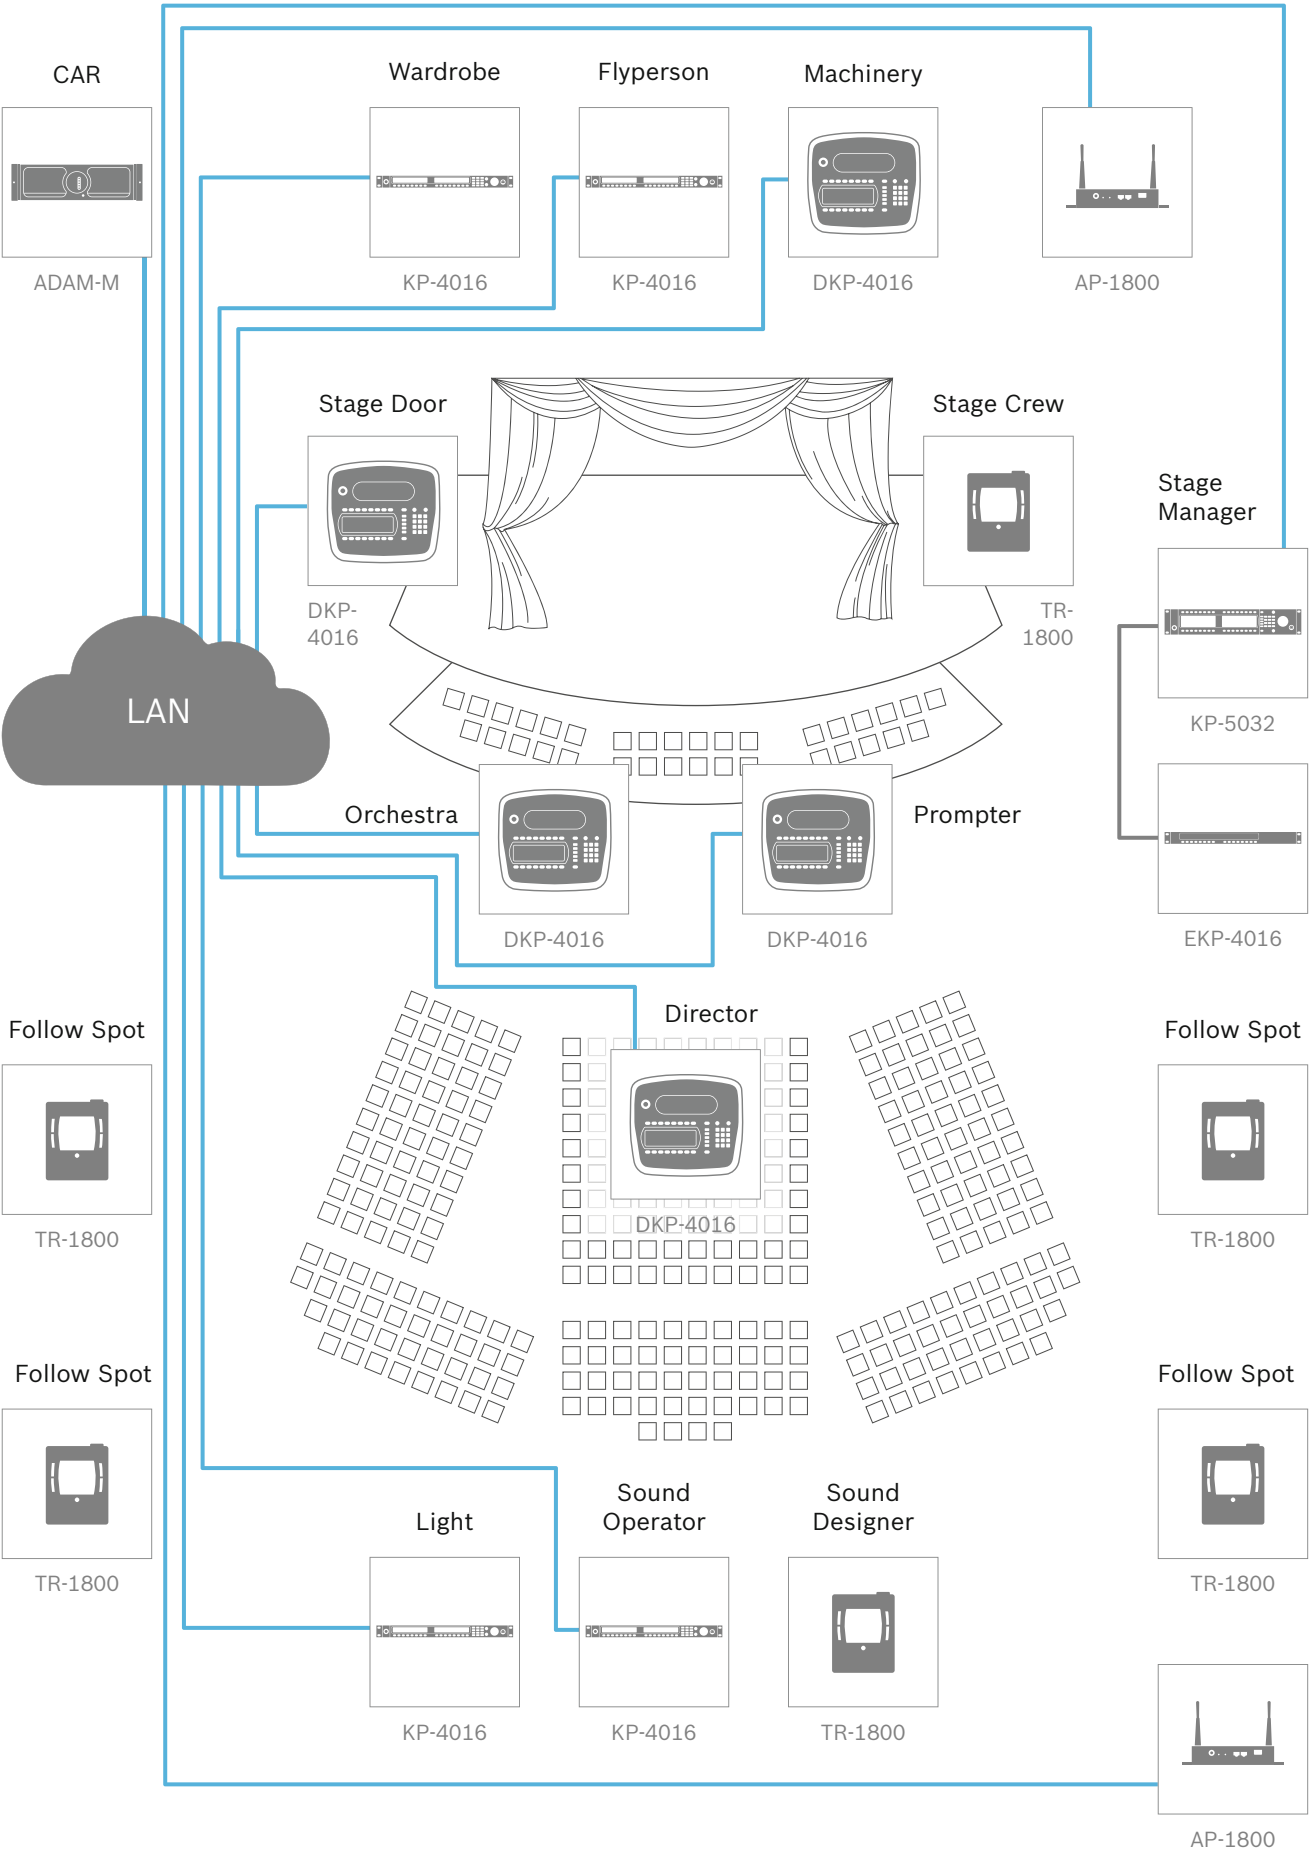 CAR
Wardrobe
Flyperson
Machinery
ADAM-M
KP-4016
KP-4016
DKP-4016
AP-1800
Stage Door
Stage Crew
DKP-
4016
TR-
1800
Stage
Manager
LAN
KP-5032
Orchestra
Prompter
DKP-4016
DKP-4016
EKP-4016
Director
DKP-4016
Follow Spot
TR-1800
Follow Spot
TR-1800
Follow Spot
TR-1800
Follow Spot
TR-1800
Light
Sound
Operator
Sound
Designer
KP-4016
KP-4016
TR-1800
AP-1800